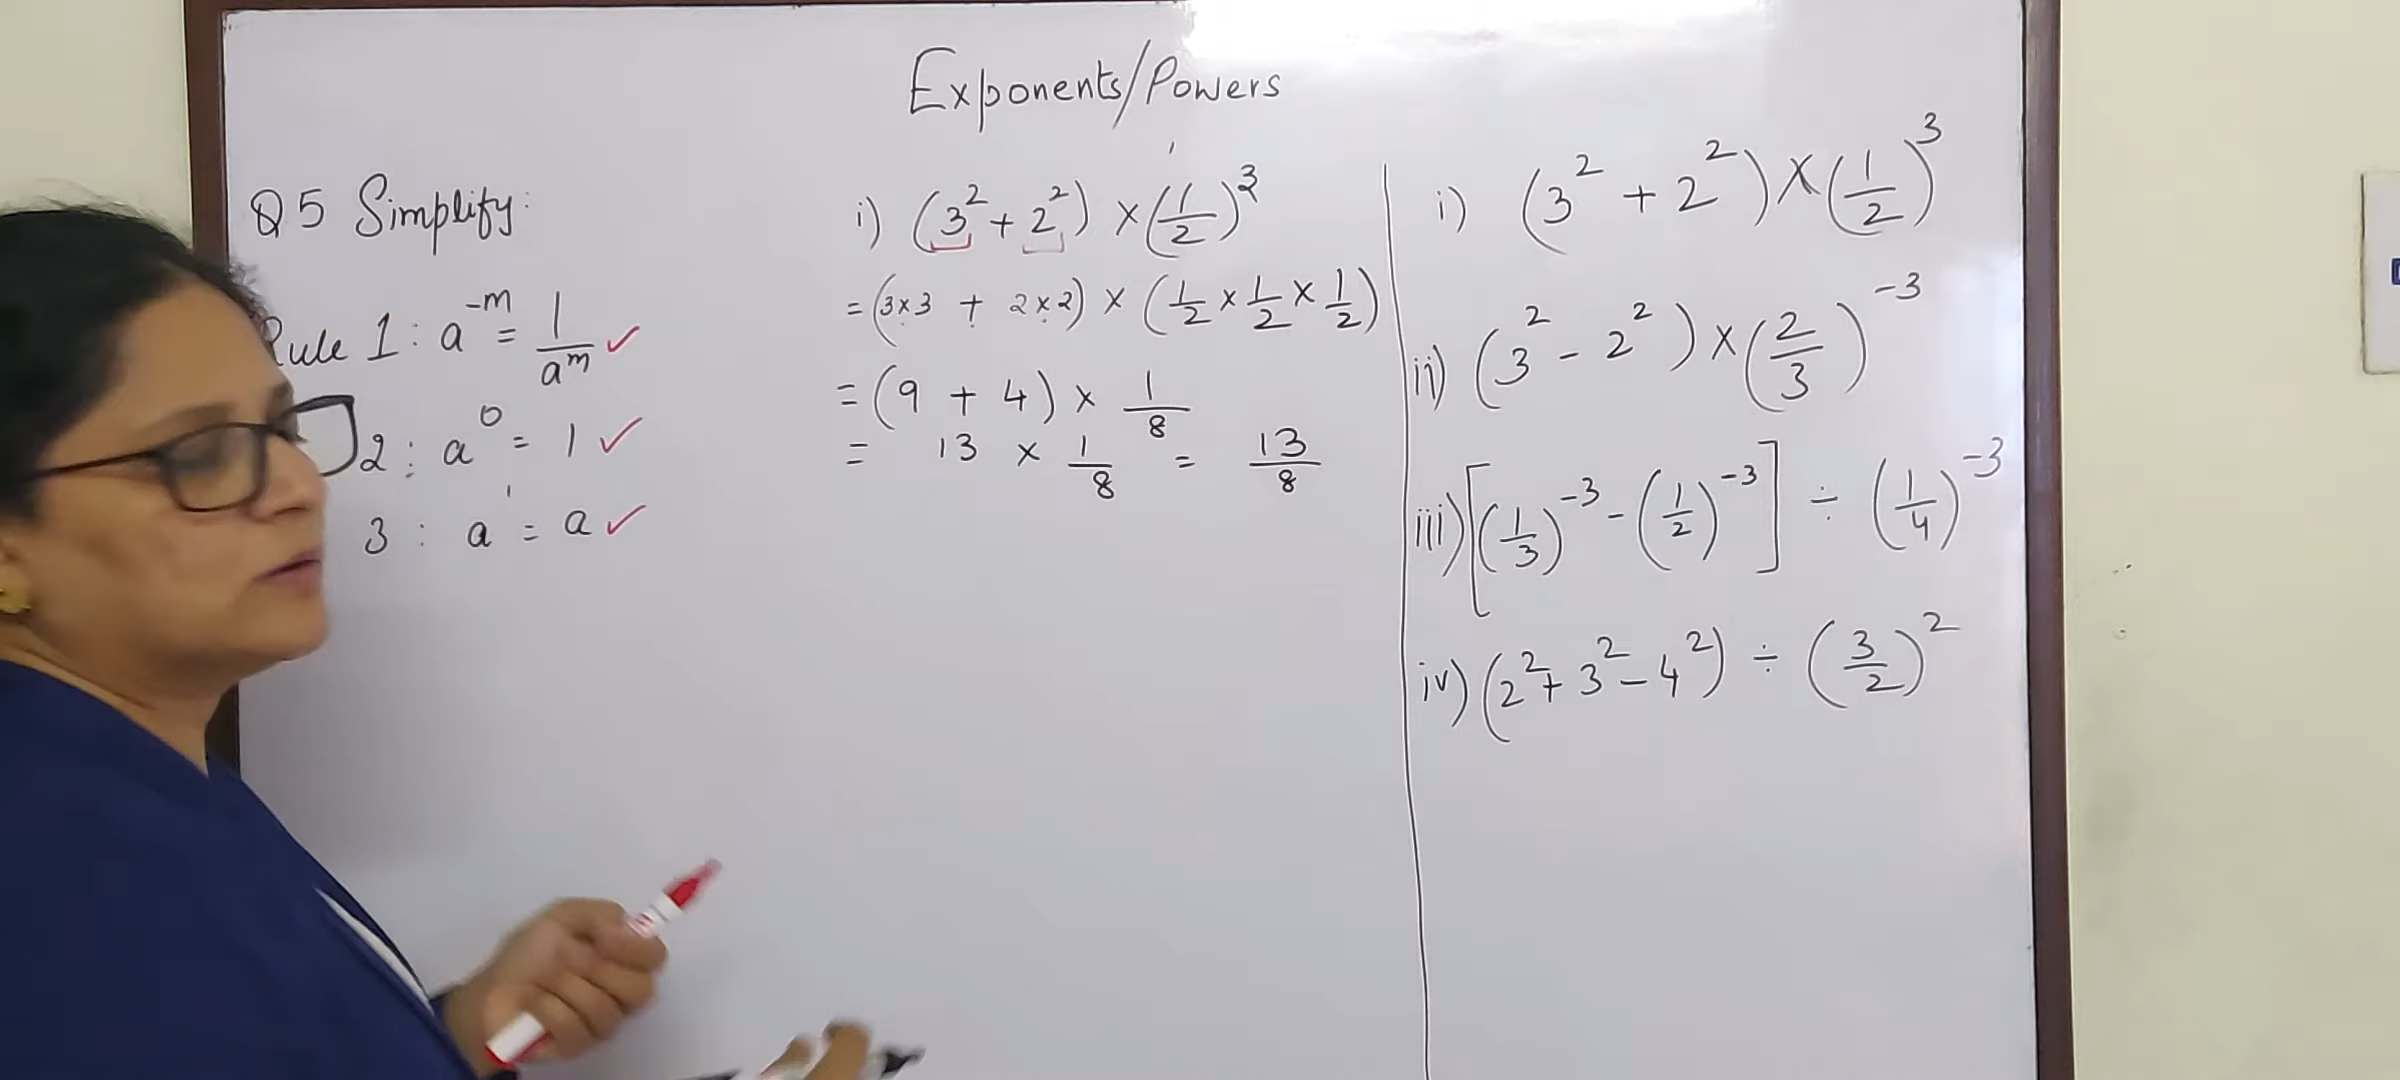 Exponents/Powers
Q5 Simplify:
Rule 1 : a^-m = 1/a^m ✓
2 : a^0 = 1 ✓
3 : a^1 = a ✓
i) (3^2 + 2^2) × (1/2)^3
= (3×3 + 2×2) × (1/2 × 1/2 × 1/2)
= (9 + 4) × 1/8
= 13 × 1/8 = 13/8
i) (3^2 + 2^2) × (1/2)^3
ii) (3^2 - 2^2) × (2/3)^-3
iii) [(1/3)^-3 - (1/2)^-3] ÷ (1/4)^-3
iv) (2^2 + 3^2 - 4^2) ÷ (3/2)^2